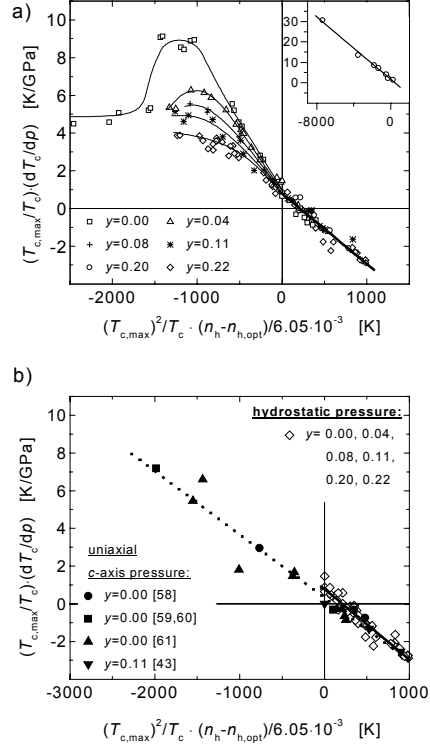 a)
30
20
10
0
-8000
0
10
8
6
4
2
0
-2
(T_c,max/T_c)·(dT_c/dp) [K/GPa]
y=0.00
y=0.04
y=0.08
y=0.11
y=0.20
y=0.22
-2000
-1000
0
1000
(T_c,max)²/T_c · (n_h-n_h,opt)/6.05·10⁻³ [K]
b)
10
8
6
4
2
0
-2
(T_c,max/T_c)·(dT_c/dp) [K/GPa]
hydrostatic pressure:
y= 0.00, 0.04,
0.08, 0.11,
0.20, 0.22
uniaxial
c-axis pressure:
y=0.00 [58]
y=0.00 [59,60]
y=0.00 [61]
y=0.11 [43]
-3000
-2000
-1000
0
1000
(T_c,max)²/T_c · (n_h-n_h,opt)/6.05·10⁻³ [K]